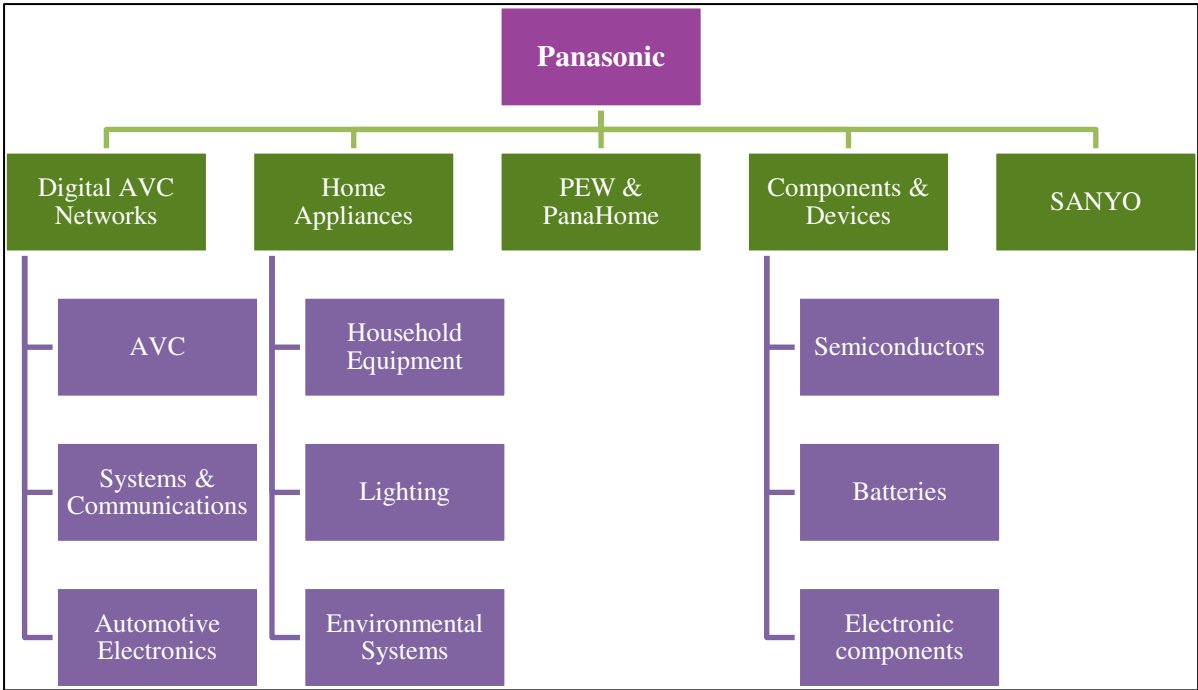 Panasonic
Digital AVC
Networks
Home
Appliances
PEW &
PanaHome
Components &
Devices
SANYO
AVC
Systems &
Communications
Automotive
Electronics
Household
Equipment
Lighting
Environmental
Systems
Semiconductors
Batteries
Electronic
components